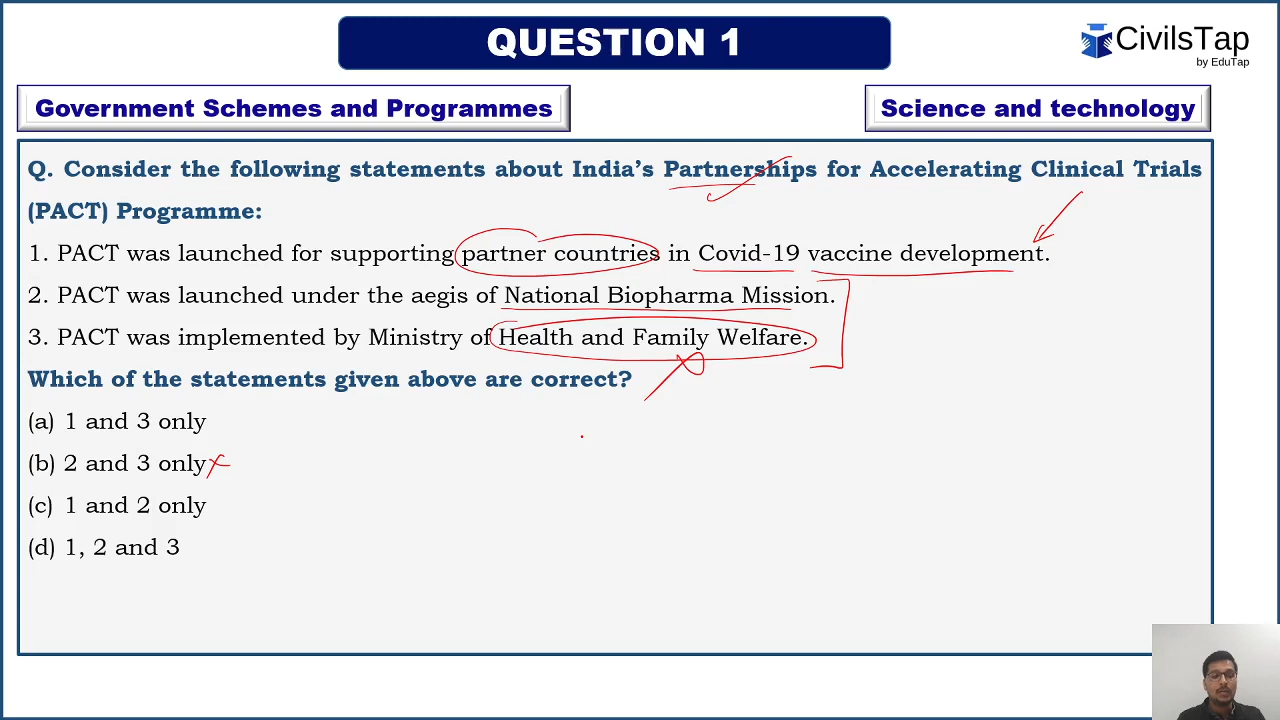 QUESTION 1
CivilsTap
by EduTap
Government Schemes and Programmes
Science and technology
Q. Consider the following statements about India's Partnerships for Accelerating Clinical Trials
(PACT) Programme:
1. PACT was launched for supporting partner countries in Covid-19 vaccine development.
2. PACT was launched under the aegis of National Biopharma Mission.
3. PACT was implemented by Ministry of Health and Family Welfare.
Which of the statements given above are correct?
(a) 1 and 3 only
(b) 2 and 3 only
(c) 1 and 2 only
(d) 1, 2 and 3